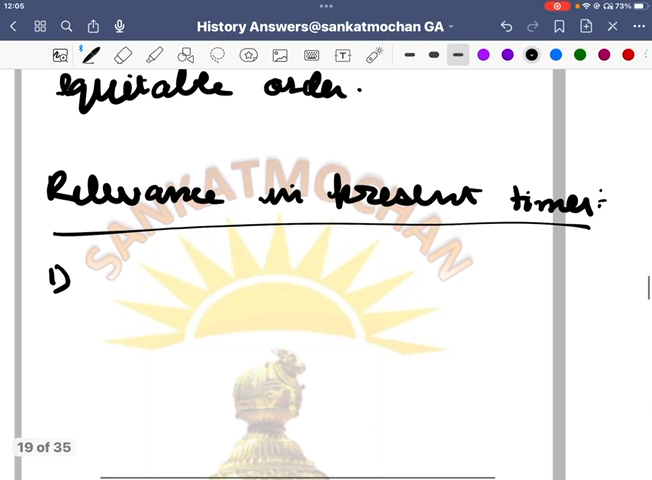 12:05
73%
History Answers@sankatmochan GA
equitable order.
Relevance in present times:-
SANKATMOCHAN
1)
19 of 35